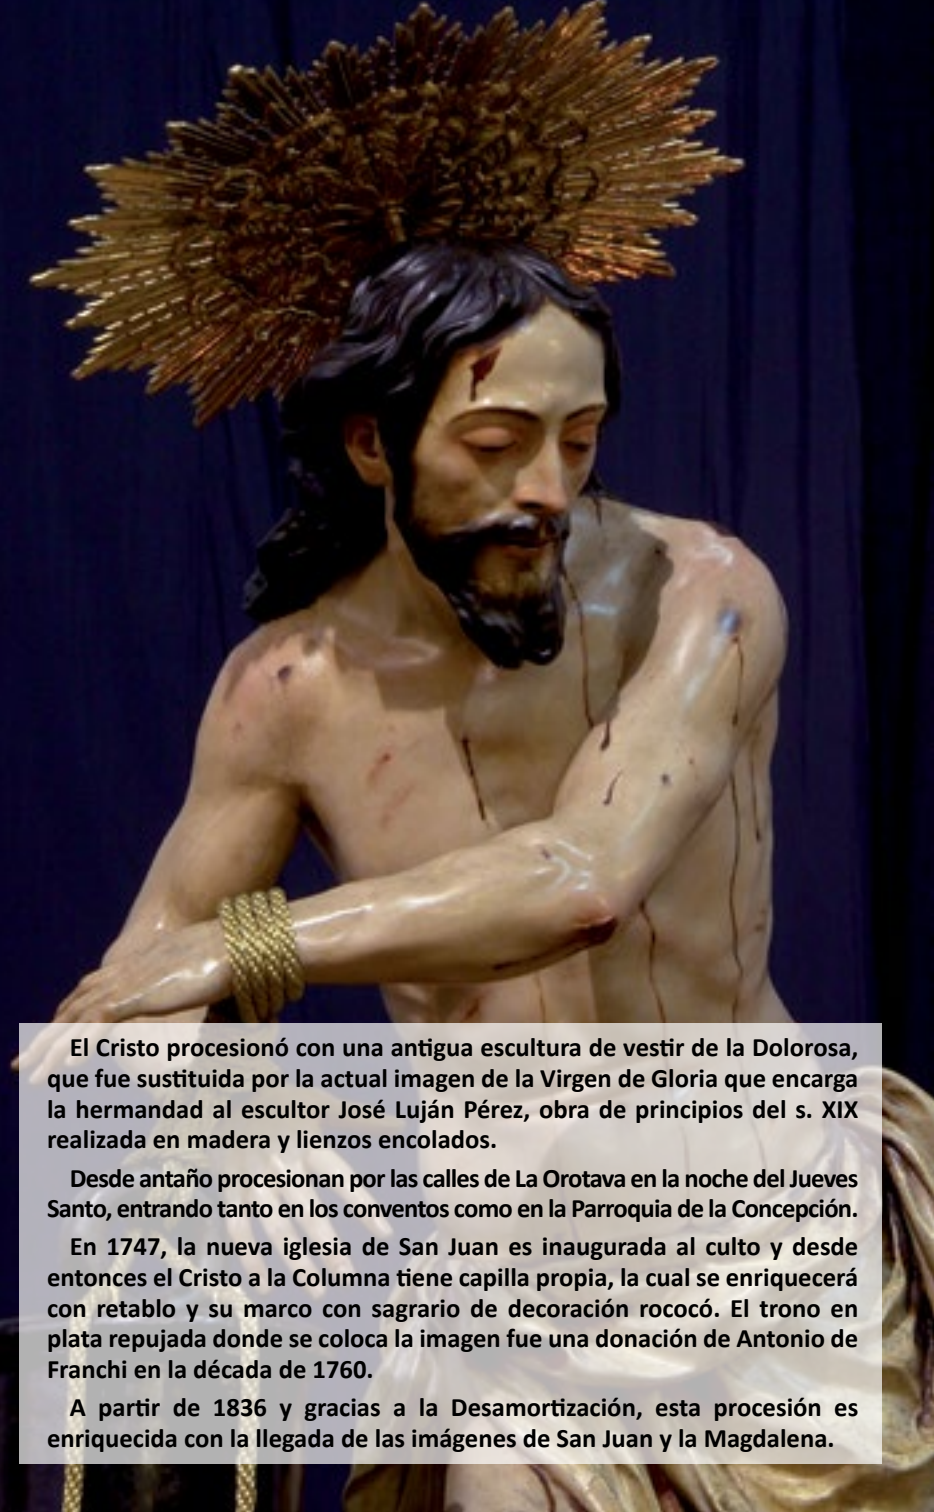 El Cristo procesionó con una antigua escultura de vestir de la Dolorosa,
que fue sustituida por la actual imagen de la Virgen de Gloria que encarga
la hermandad al escultor José Luján Pérez, obra de principios del s. XIX
realizada en madera y lienzos encolados.
Desde antaño procesionan por las calles de La Orotava en la noche del Jueves
Santo, entrando tanto en los conventos como en la Parroquia de la Concepción.
En 1747, la nueva iglesia de San Juan es inaugurada al culto y desde
entonces el Cristo a la Columna tiene capilla propia, la cual se enriquecerá
con retablo y su marco con sagrario de decoración rococó. El trono en
plata repujada donde se coloca la imagen fue una donación de Antonio de
Franchi en la década de 1760.
A partir de 1836 y gracias a la Desamortización, esta procesión es
enriquecida con la llegada de las imágenes de San Juan y la Magdalena.